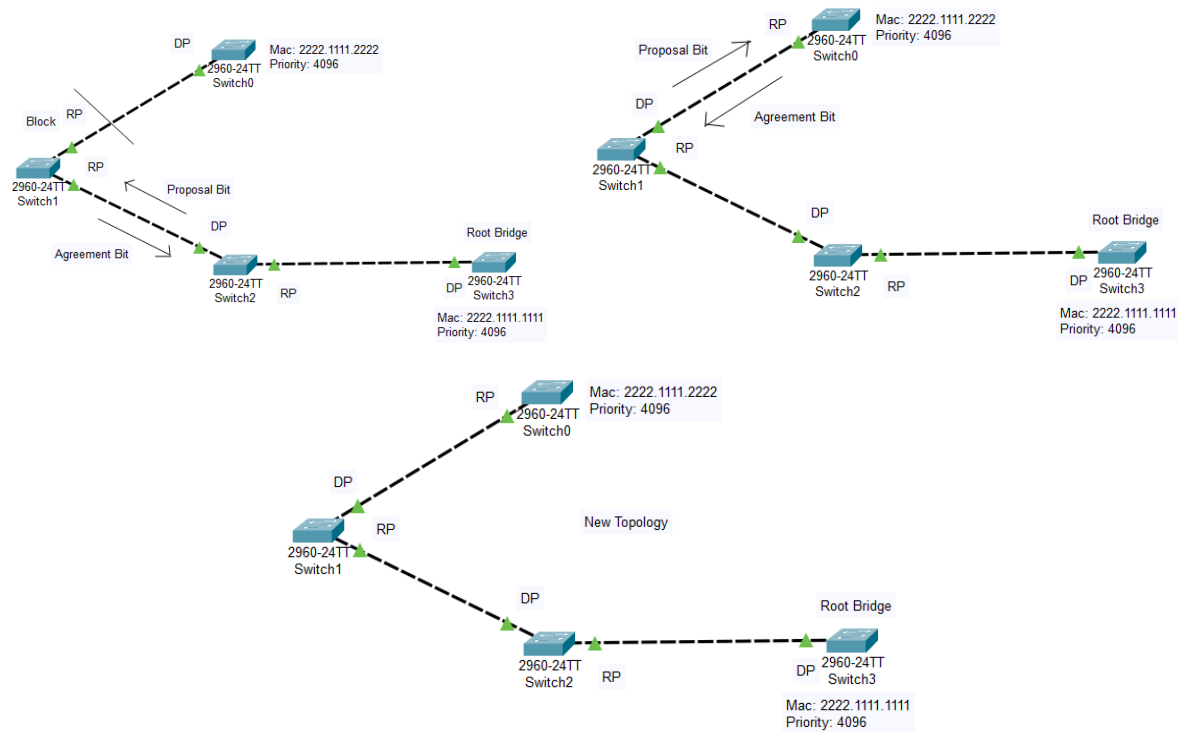 DP
Mac: 2222.1111.2222
Priority: 4096
2960-24TT
Switch0
Block
RP
RP
2960-24TT
Switch1
Proposal Bit
DP
Agreement Bit
Root Bridge
2960-24TT
Switch2
RP
DP
2960-24TT
Switch3
Mac: 2222.1111.1111
Priority: 4096
RP
Mac: 2222.1111.2222
Priority: 4096
2960-24TT
Switch0
Proposal Bit
DP
Agreement Bit
RP
2960-24TT
Switch1
DP
Root Bridge
2960-24TT
Switch2
RP
DP
2960-24TT
Switch3
Mac: 2222.1111.1111
Priority: 4096
RP
Mac: 2222.1111.2222
Priority: 4096
2960-24TT
Switch0
DP
RP
New Topology
2960-24TT
Switch1
DP
Root Bridge
2960-24TT
Switch2
RP
DP
2960-24TT
Switch3
Mac: 2222.1111.1111
Priority: 4096